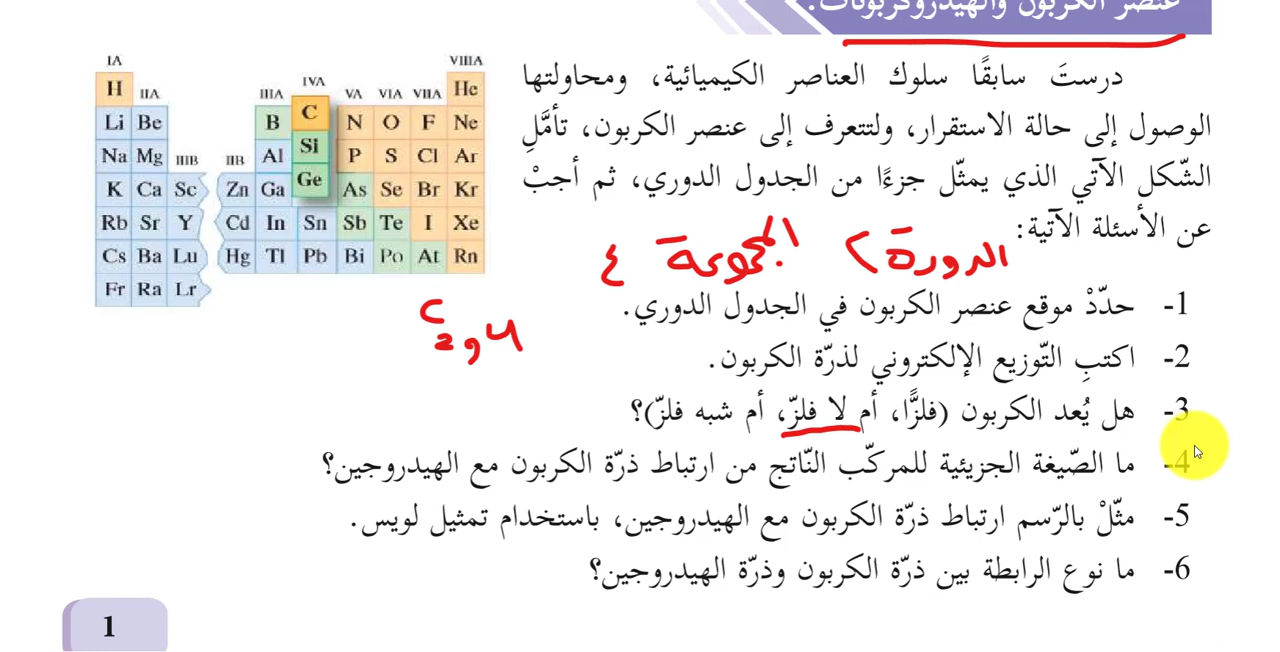 عنصر الكربون والهيدروكربونات:
درستَ سابقًا سلوك العناصر الكيميائية، ومحاولتها
الوصول إلى حالة الاستقرار، ولتتعرف إلى عنصر الكربون، تأمَّلِ
الشّكل الآتي الذي يمثّل جزءًا من الجدول الدوري، ثم أجبْ
عن الأسئلة الآتية:
IA IIA IIIB IIB IIIA IVA VA VIA VIIA VIIIA
H He
Li Be B C N O F Ne
Na Mg Al Si P S Cl Ar
K Ca Sc Zn Ga Ge As Se Br Kr
Rb Sr Y Cd In Sn Sb Te I Xe
Cs Ba Lu Hg Tl Pb Bi Po At Rn
Fr Ra Lr
الدورة ٢ المجموعة ٤
1- حدّدْ موقع عنصر الكربون في الجدول الدوري.
2- اكتبِ التّوزيع الإلكتروني لذرّة الكربون.
3- هل يُعد الكربون (فلزًّا، أم لا فلزّ، أم شبه فلزّ)؟
4- ما الصّيغة الجزيئية للمركّب النّاتج من ارتباط ذرّة الكربون مع الهيدروجين؟
5- مثّلْ بالرّسم ارتباط ذرّة الكربون مع الهيدروجين، باستخدام تمثيل لويس.
6- ما نوع الرابطة بين ذرّة الكربون وذرّة الهيدروجين؟
1